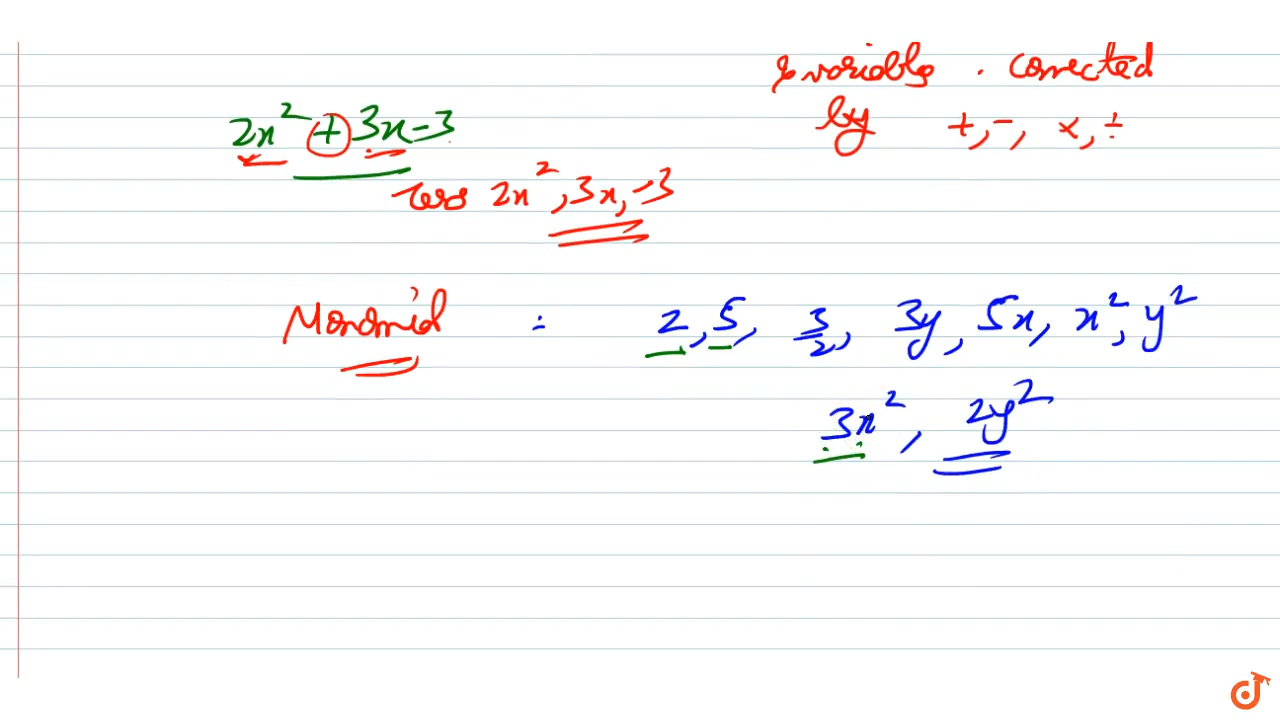 & variable . connected
by +, -, ×, ÷
2x² + 3x - 3
2x², 3x, -3
Monomial = 2, 5, 3/2, 3y, 5x, x², y²
3x², 2y²